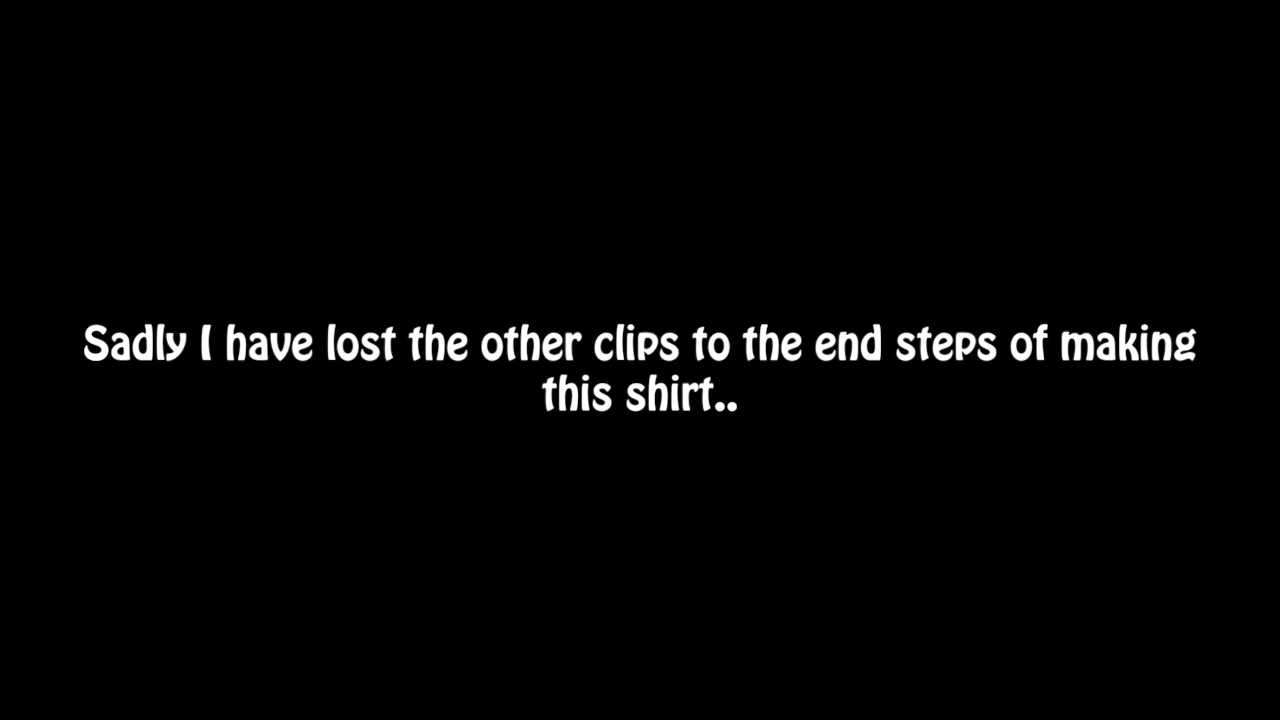 Sadly I have lost the other clips to the end steps of making
this shirt..